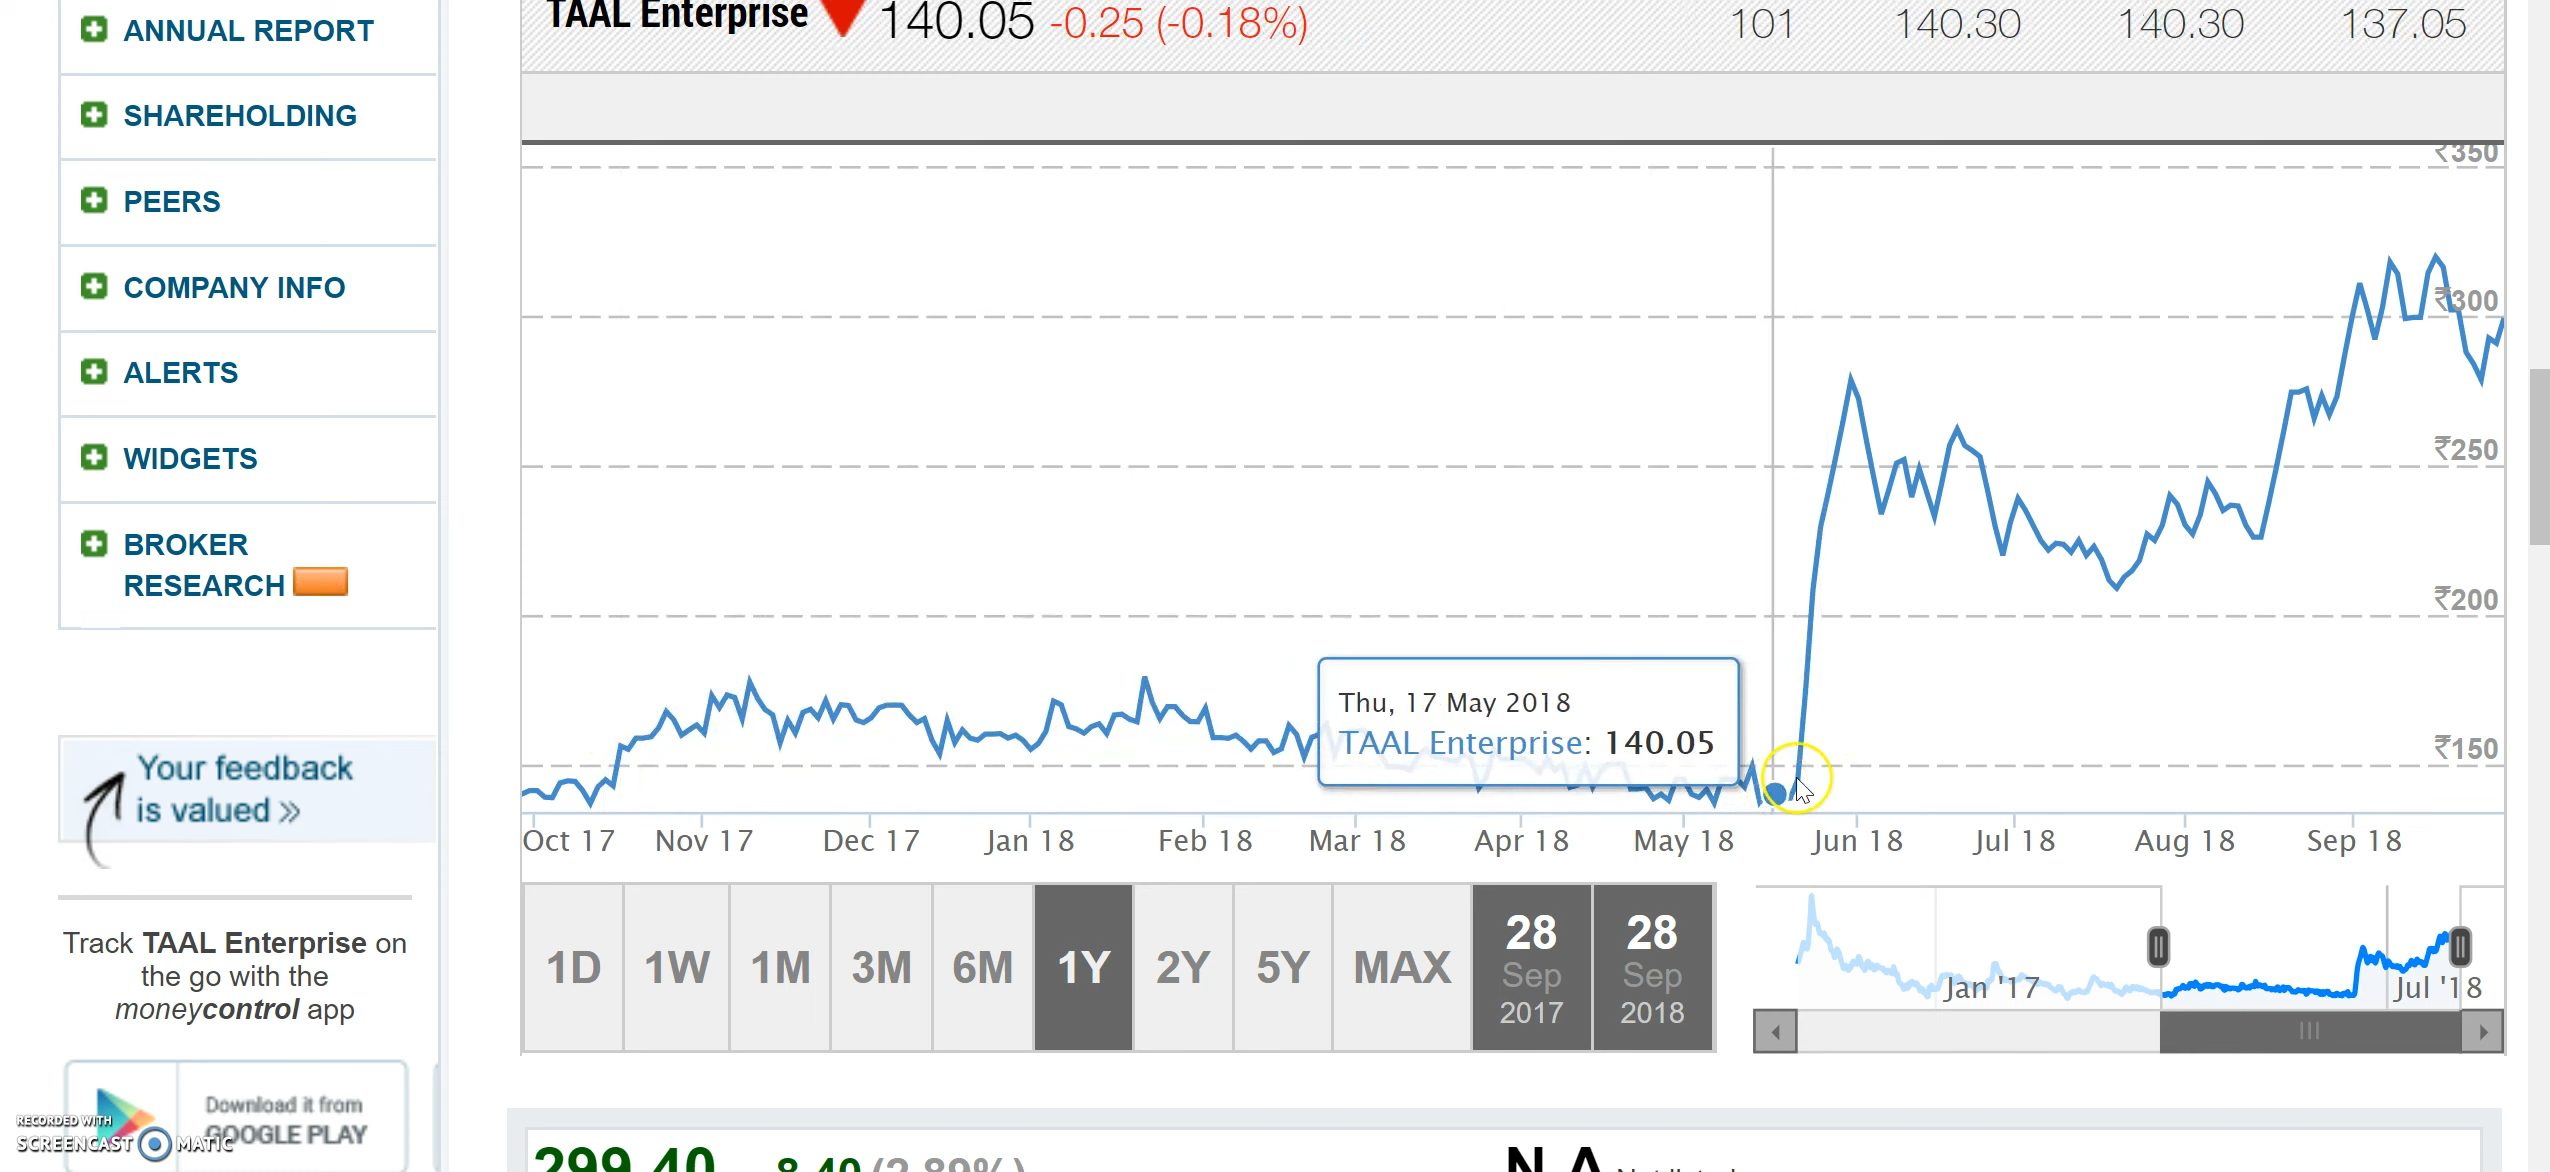 ANNUAL REPORT
SHAREHOLDING
PEERS
COMPANY INFO
ALERTS
WIDGETS
BROKER
RESEARCH
Your feedback
is valued »
Track TAAL Enterprise on
the go with the
moneycontrol app
Download it from
GOOGLE PLAY
RECORDED WITH
SCREENCAST MATIC
TAAL Enterprise 140.05 -0.25 (-0.18%) 101 140.30 140.30 137.05
₹350
₹300
₹250
₹200
₹150
Thu, 17 May 2018
TAAL Enterprise: 140.05
Oct 17 Nov 17 Dec 17 Jan 18 Feb 18 Mar 18 Apr 18 May 18 Jun 18 Jul 18 Aug 18 Sep 18
1D 1W 1M 3M 6M 1Y 2Y 5Y MAX
28 Sep 2017
28 Sep 2018
Jan '17 Jul '18
299.40 8.40 (2.89%)
N.A